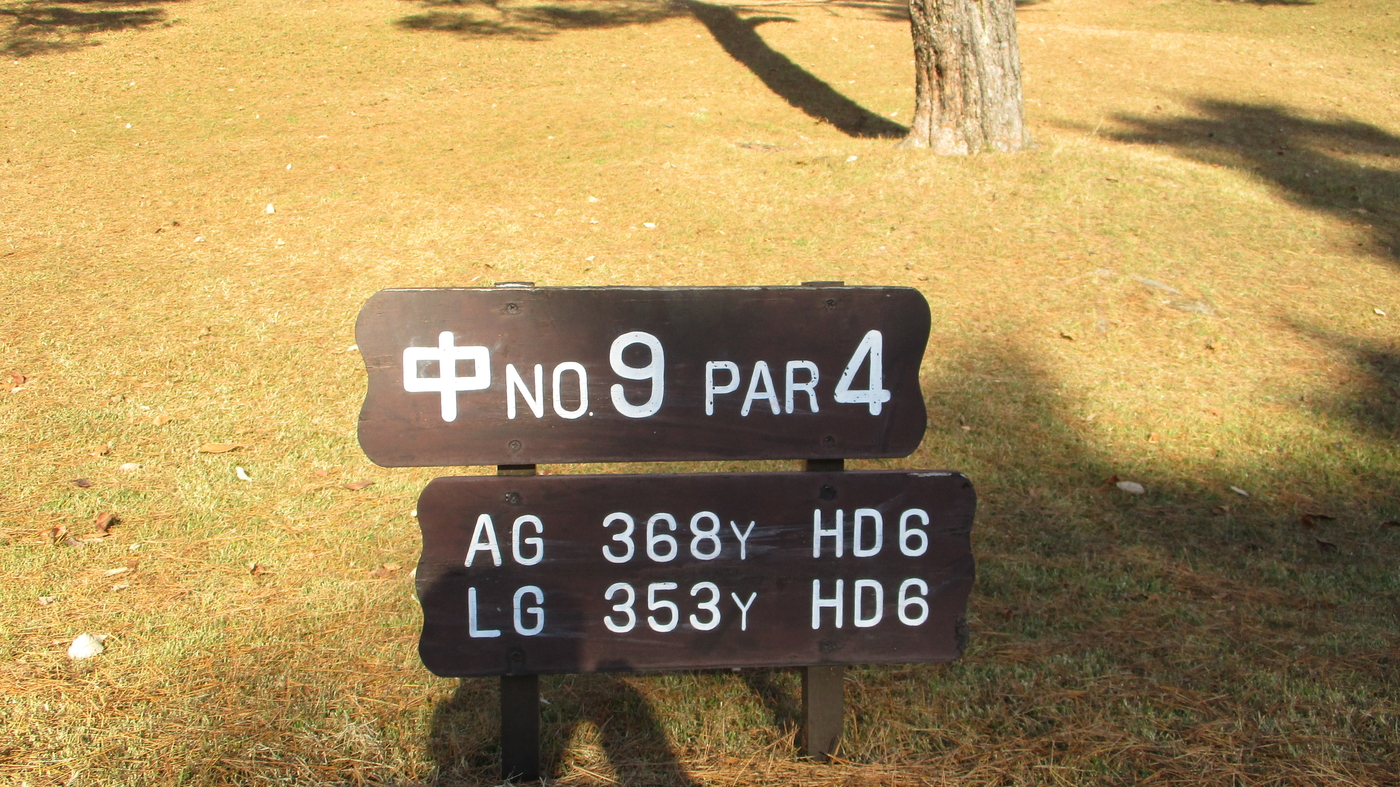 中 NO. 9 PAR 4
AG 368Y HD6
LG 353Y HD6